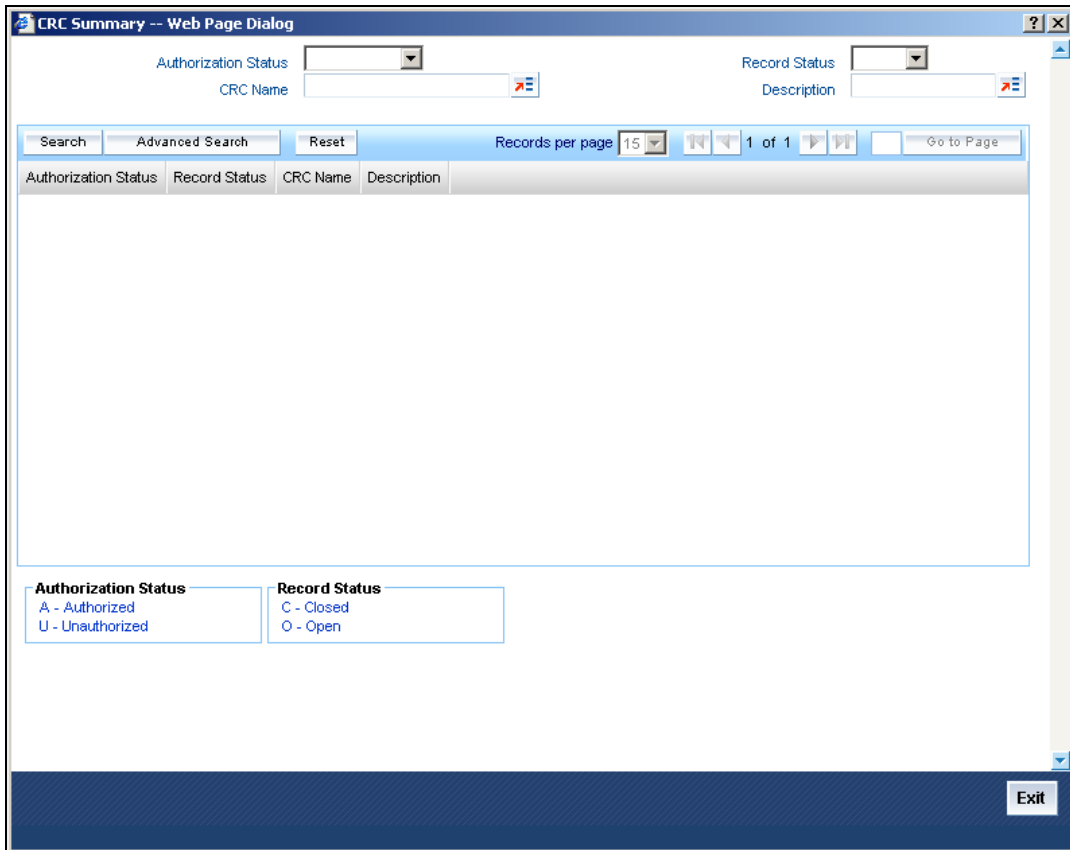 CRC Summary -- Web Page Dialog
Authorization Status
Record Status
CRC Name
Description
Search Advanced Search Reset Records per page 15 1 of 1 Go to Page
Authorization Status Record Status CRC Name Description
Authorization Status
A - Authorized
U - Unauthorized
Record Status
C - Closed
O - Open
Exit